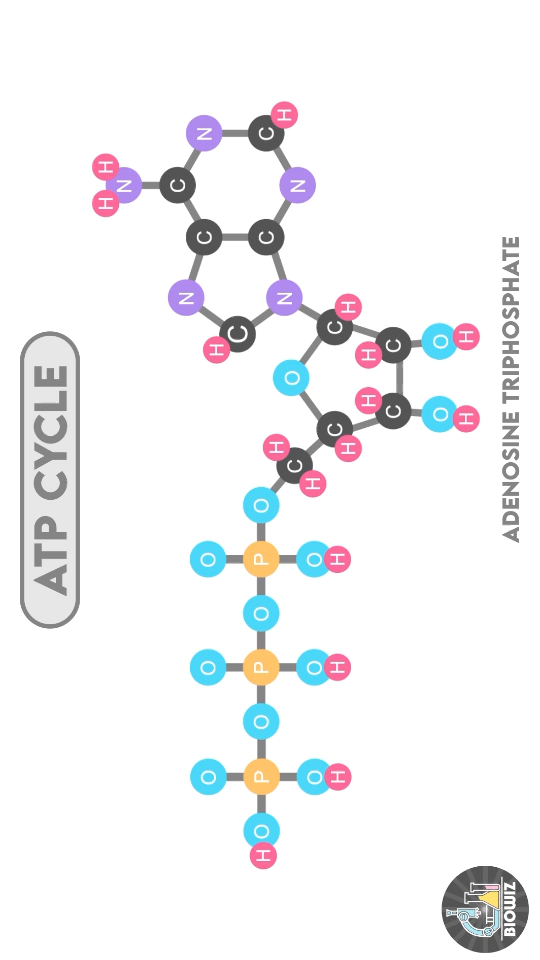 ATP CYCLE
H H
N
C
O O O N C N
H
C
H O P O P O P O C C
H N H
C O N
O O O H
H H H C C
H H
H H
C C
O O
H H
ADENOSINE TRIPHOSPHATE
BIOWIZ